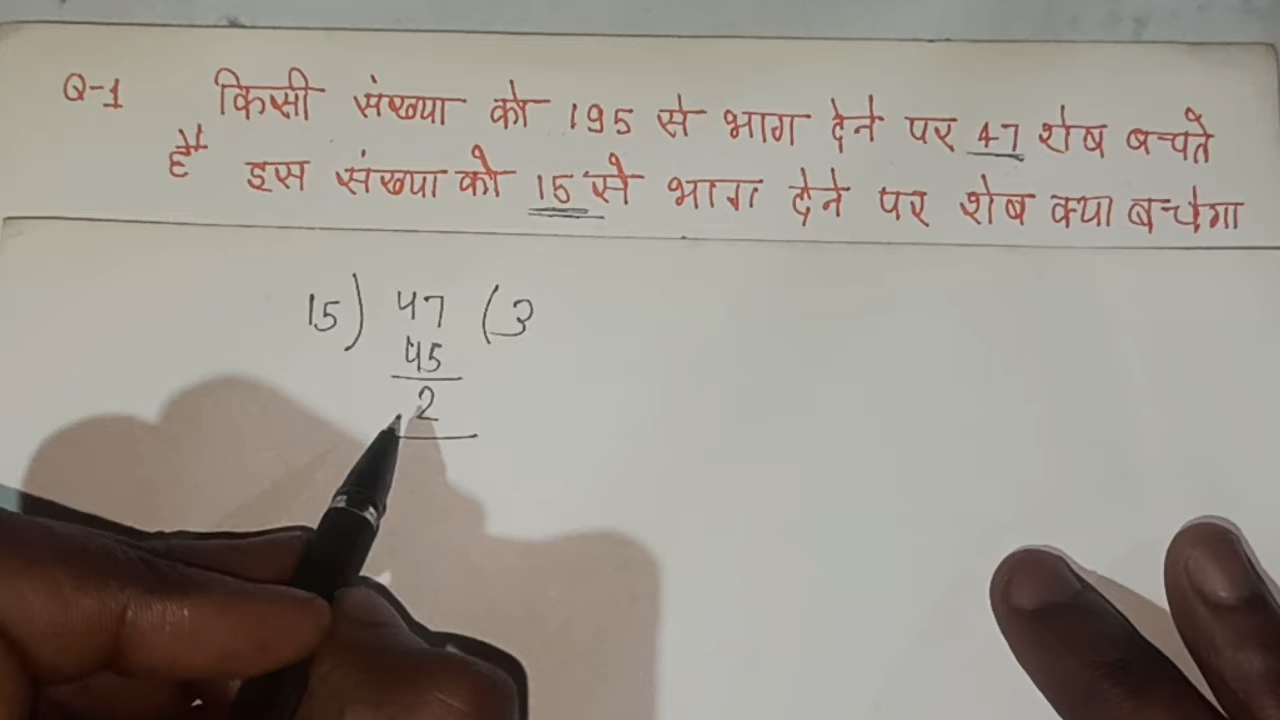 Q-1 किसी संख्या को 195 से भाग देने पर 47 शेष बचते
हैं इस संख्या को 15 से भाग देने पर शेष क्या बचेगा
15) 47 (3
45
2